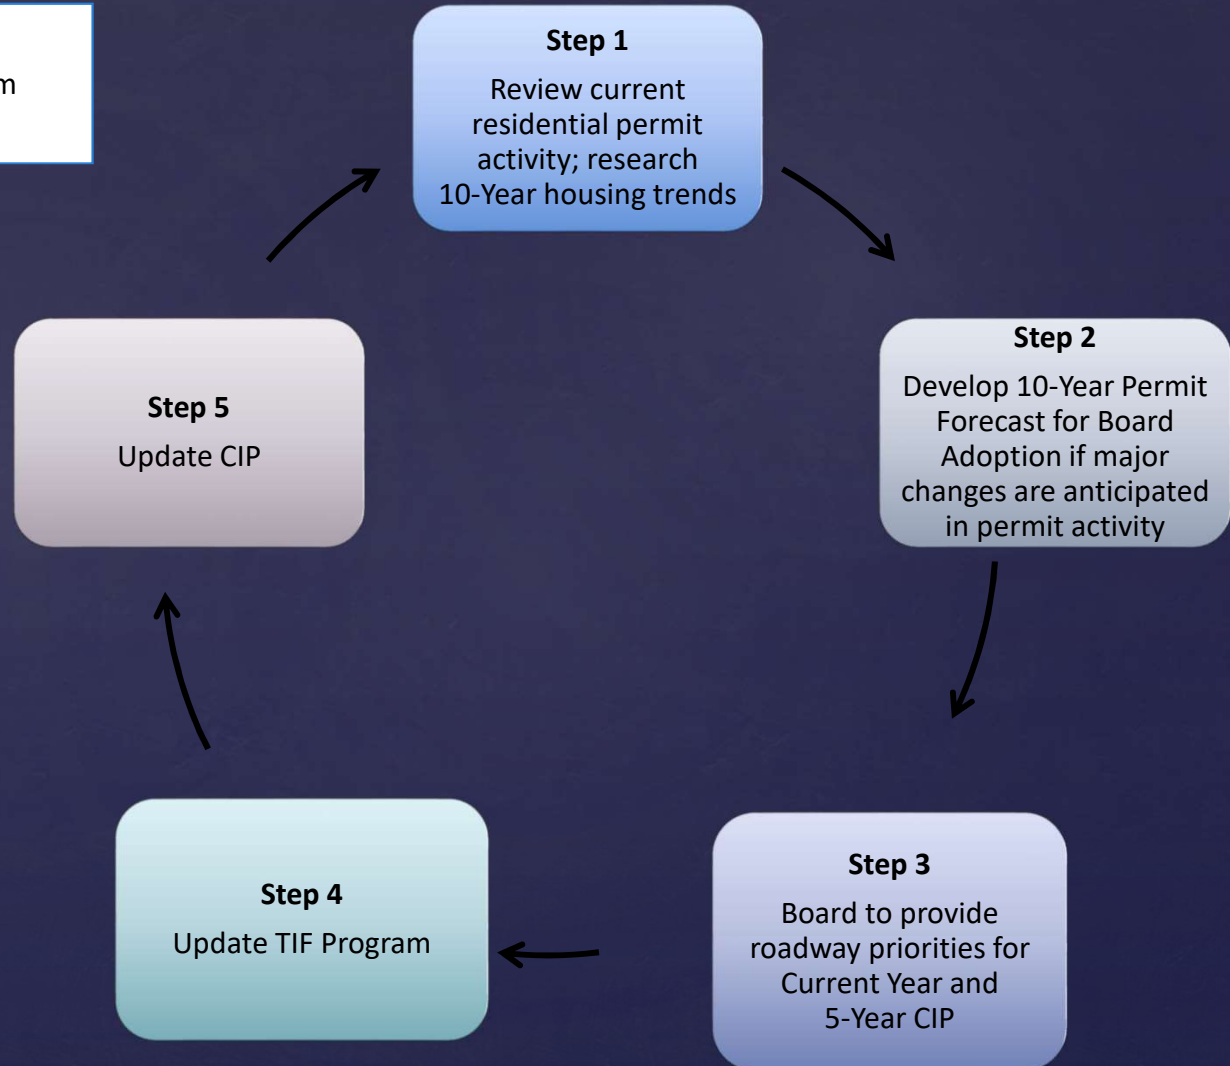 Step 1
Review current
residential permit
activity; research
10-Year housing trends
Step 2
Develop 10-Year Permit
Forecast for Board
Adoption if major
changes are anticipated
in permit activity
Step 3
Board to provide
roadway priorities for
Current Year and
5-Year CIP
Step 4
Update TIF Program
Step 5
Update CIP